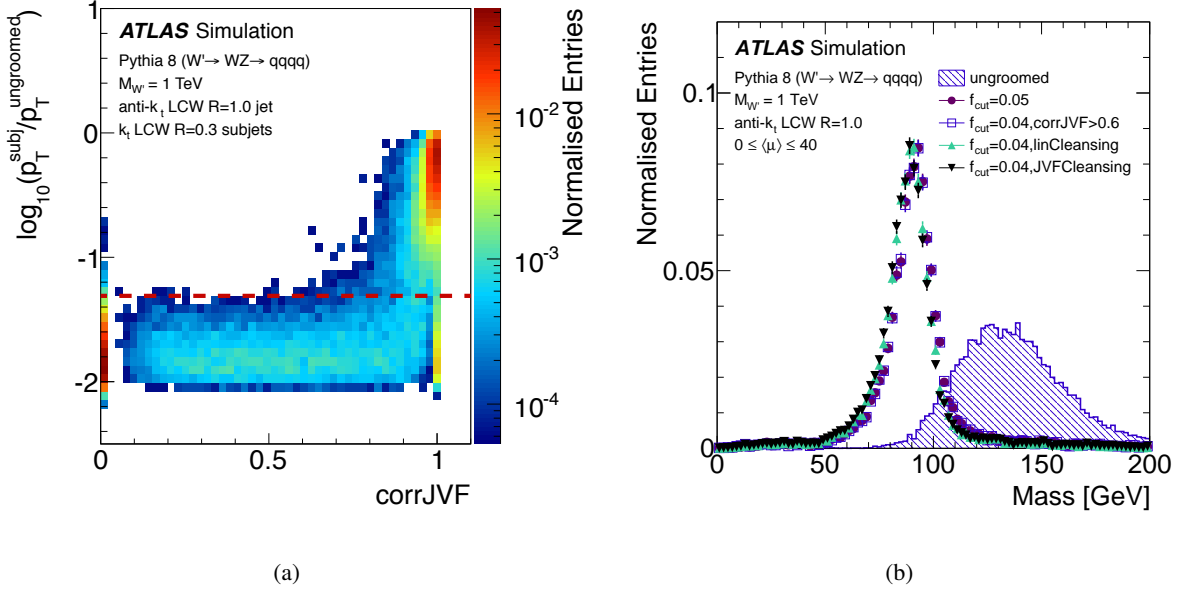 ATLAS Simulation
Pythia 8 (W'→ WZ→ qqqq)
M_W' = 1 TeV
anti-k_t LCW R=1.0 jet
k_t LCW R=0.3 subjets
log_10(p_T^subj/p_T^ungroomed)
1
0
-1
-2
0
0.5
1
corrJVF
Normalised Entries
10^-2
10^-3
10^-4
(a)
ATLAS Simulation
Pythia 8 (W'→ WZ→ qqqq)
M_W' = 1 TeV
anti-k_t LCW R=1.0
0 ≤ ⟨μ⟩ ≤ 40
ungroomed
f_cut=0.05
f_cut=0.04,corrJVF>0.6
f_cut=0.04,linCleansing
f_cut=0.04,JVFCleansing
Normalised Entries
0.1
0.05
0
0
50
100
150
200
Mass [GeV]
(b)